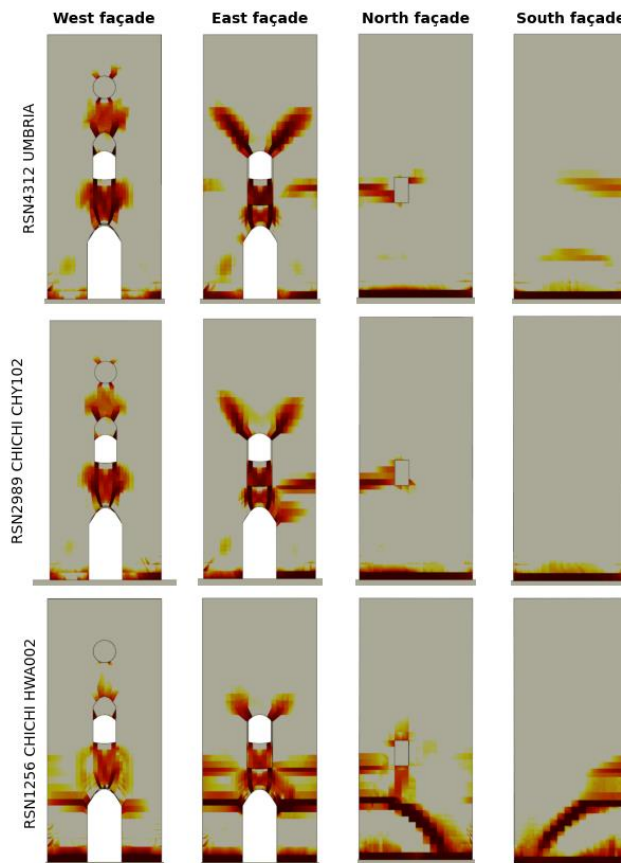 West façade East façade North façade South façade
RSN4312 UMBRIA
RSN2989 CHICHI CHY102
RSN1256 CHICHI HWA002